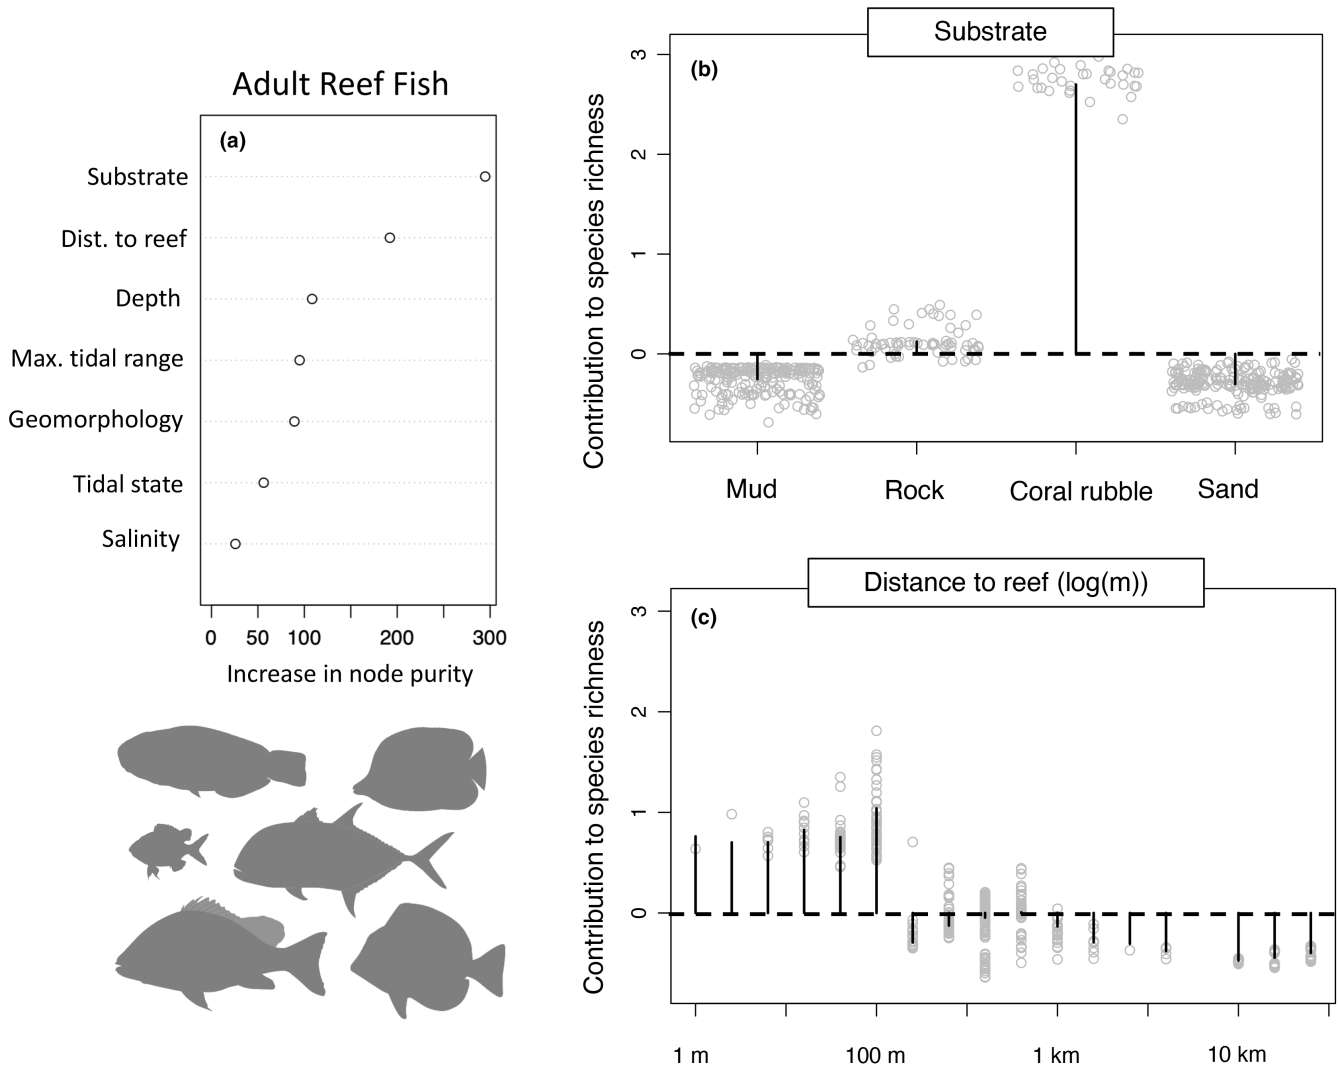 Adult Reef Fish
(a)
Substrate
Dist. to reef
Depth
Max. tidal range
Geomorphology
Tidal state
Salinity
0 50 100 200 300
Increase in node purity
Substrate
(b)
Contribution to species richness
3
2
1
0
Mud Rock Coral rubble Sand
Distance to reef (log(m))
(c)
Contribution to species richness
3
2
1
0
1 m 100 m 1 km 10 km